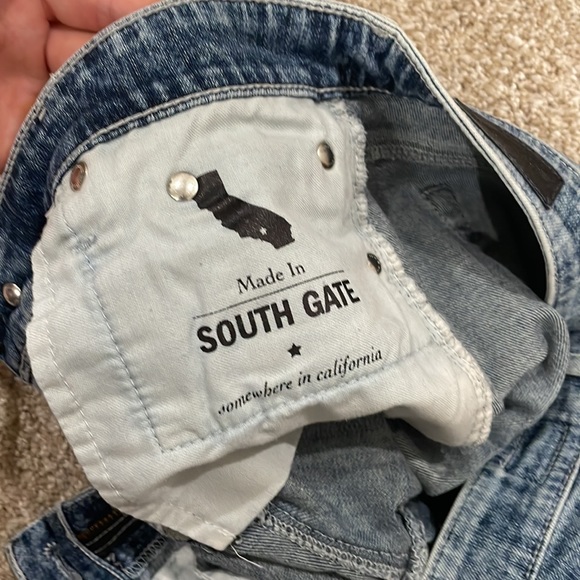 Made In
SOUTH GATE
somewhere in california